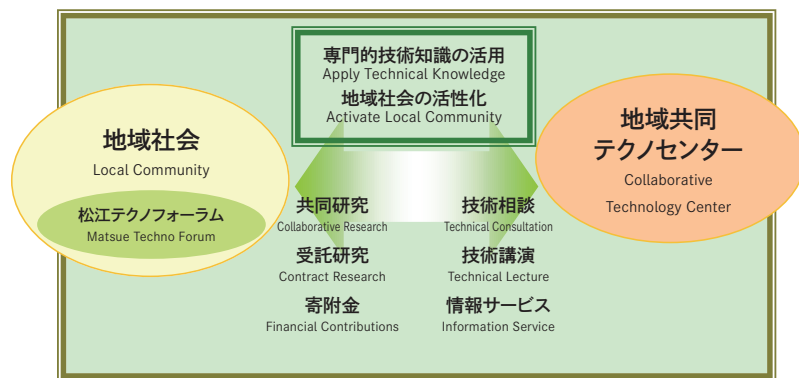 専門的技術知識の活用
Apply Technical Knowledge
地域社会の活性化
Activate Local Community
地域社会
Local Community
松江テクノフォーラム
Matsue Techno Forum
地域共同
テクノセンター
Collaborative
Technology Center
共同研究
Collaborative Research
受託研究
Contract Research
寄附金
Financial Contributions
技術相談
Technical Consultation
技術講演
Technical Lecture
情報サービス
Information Service